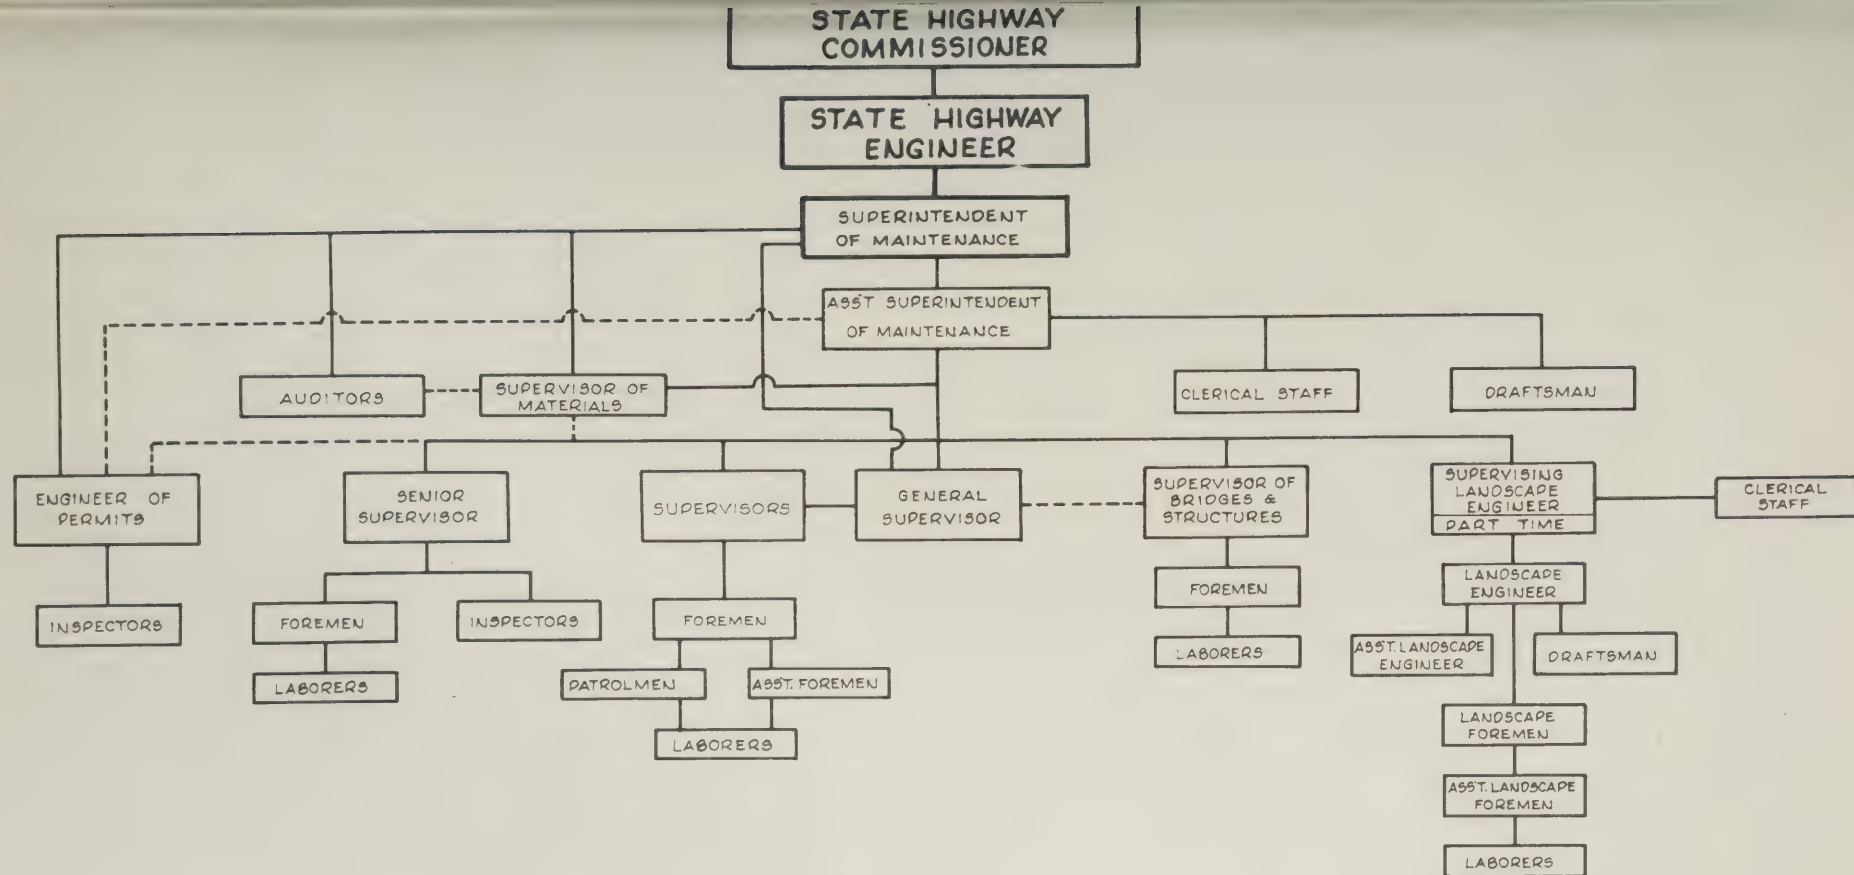 STATE HIGHWAY
COMMISSIONER
STATE HIGHWAY
ENGINEER
SUPERINTENDENT
OF MAINTENANCE
ASS'T SUPERINTENDENT
OF MAINTENANCE
AUDITORS
SUPERVISOR OF
MATERIALS
CLERICAL STAFF
DRAFTSMAN
ENGINEER OF
PERMITS
SENIOR
SUPERVISOR
SUPERVISORS
GENERAL
SUPERVISOR
SUPERVISOR OF
BRIDGES &
STRUCTURES
SUPERVISING
LANDSCAPE
ENGINEER
PART TIME
CLERICAL
STAFF
INSPECTORS
FOREMEN
INSPECTORS
FOREMEN
FOREMEN
LANDSCAPE
ENGINEER
LABORERS
PATROLMEN
ASS'T. FOREMEN
LABORERS
LABORERS
ASS'T. LANDSCAPE
ENGINEER
DRAFTSMAN
LANDSCAPE
FOREMEN
ASS'T. LANDSCAPE
FOREMEN
LABORERS